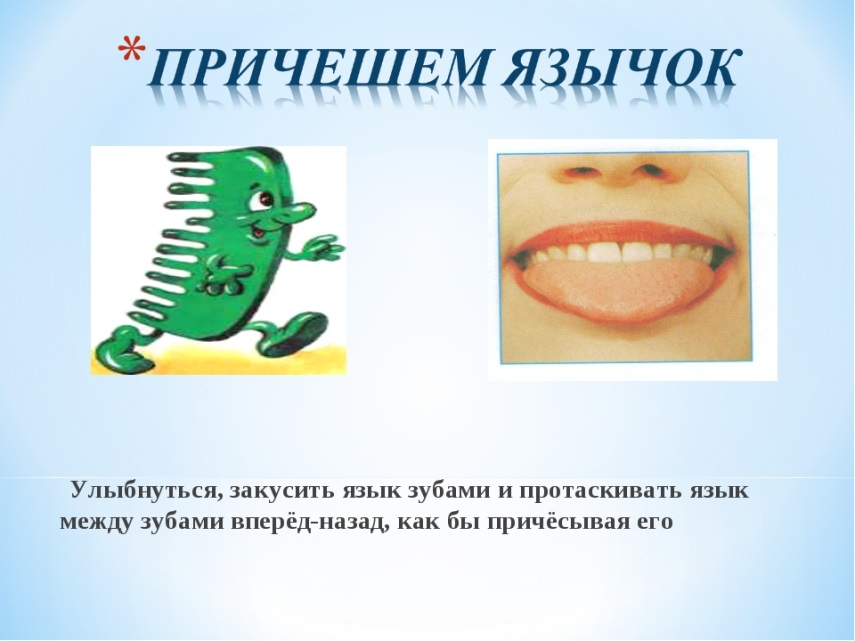 * ПРИЧЕШЕМ ЯЗЫЧОК
Улыбнуться, закусить язык зубами и протаскивать язык
между зубами вперёд-назад, как бы причёсывая его